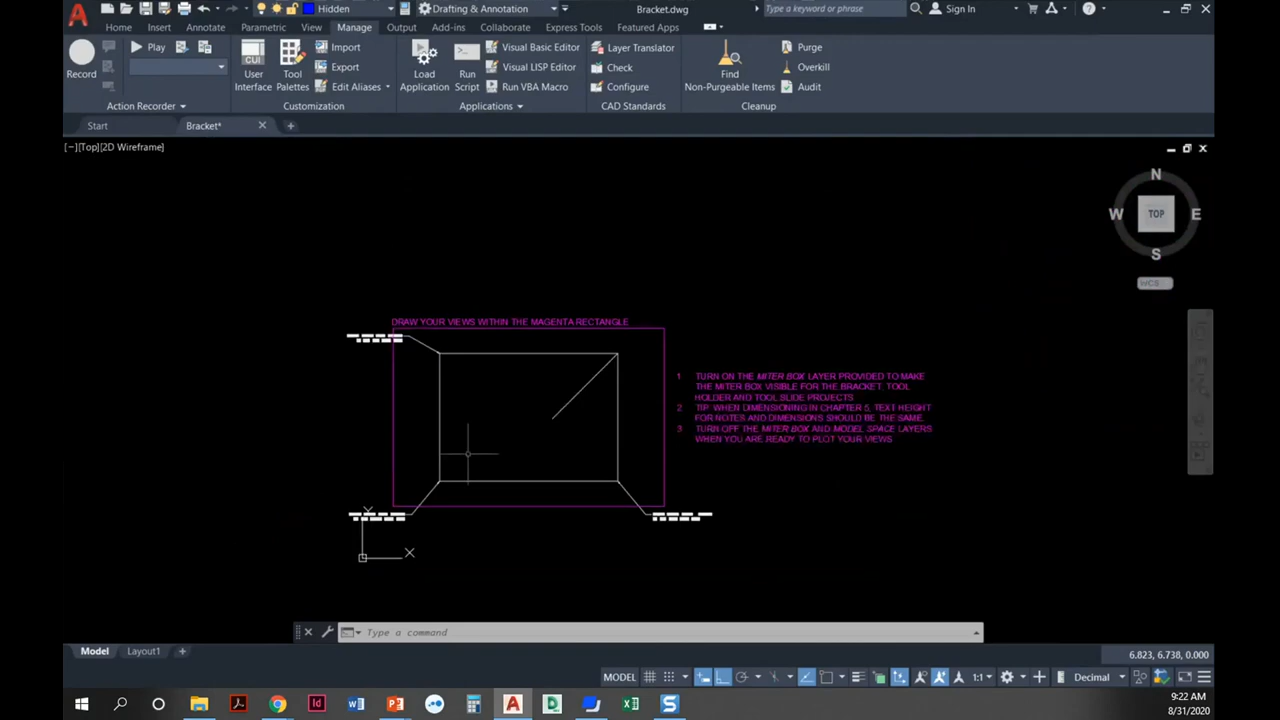 Hidden
Drafting & Annotation
Bracket.dwg
Type a keyword or phrase
Sign In
Home Insert Annotate Parametric View Manage Output Add-ins Collaborate Express Tools Featured Apps
Record
Play
Action Recorder
CUI
User
Interface
Tool
Palettes
Import
Export
Edit Aliases
Customization
Load
Application
Run
Script
Visual Basic Editor
Visual LISP Editor
Run VBA Macro
Applications
Layer Translator
Check
Configure
CAD Standards
Find
Non-Purgeable Items
Purge
Overkill
Audit
Cleanup
Start
Bracket*
[−][Top][2D Wireframe]
N
W TOP E
S
WCS
DRAW YOUR VIEWS WITHIN THE MAGENTA RECTANGLE
1 TURN ON THE MITER BOX LAYER PROVIDED TO MAKE
THE MITER BOX VISIBLE FOR THE BRACKET, TOOL
HOLDER AND TOOL SLIDE PROJECTS
2 TIP: WHEN DIMENSIONING IN CHAPTER 5, TEXT HEIGHT
FOR NOTES AND DIMENSIONS SHOULD BE THE SAME.
3 TURN OFF THE MITER BOX AND MODEL SPACE LAYERS
WHEN YOU ARE READY TO PLOT YOUR VIEWS
X
Type a command
Model Layout1
6.823, 6.738, 0.000
MODEL
1:1
Decimal
9:22 AM
8/31/2020